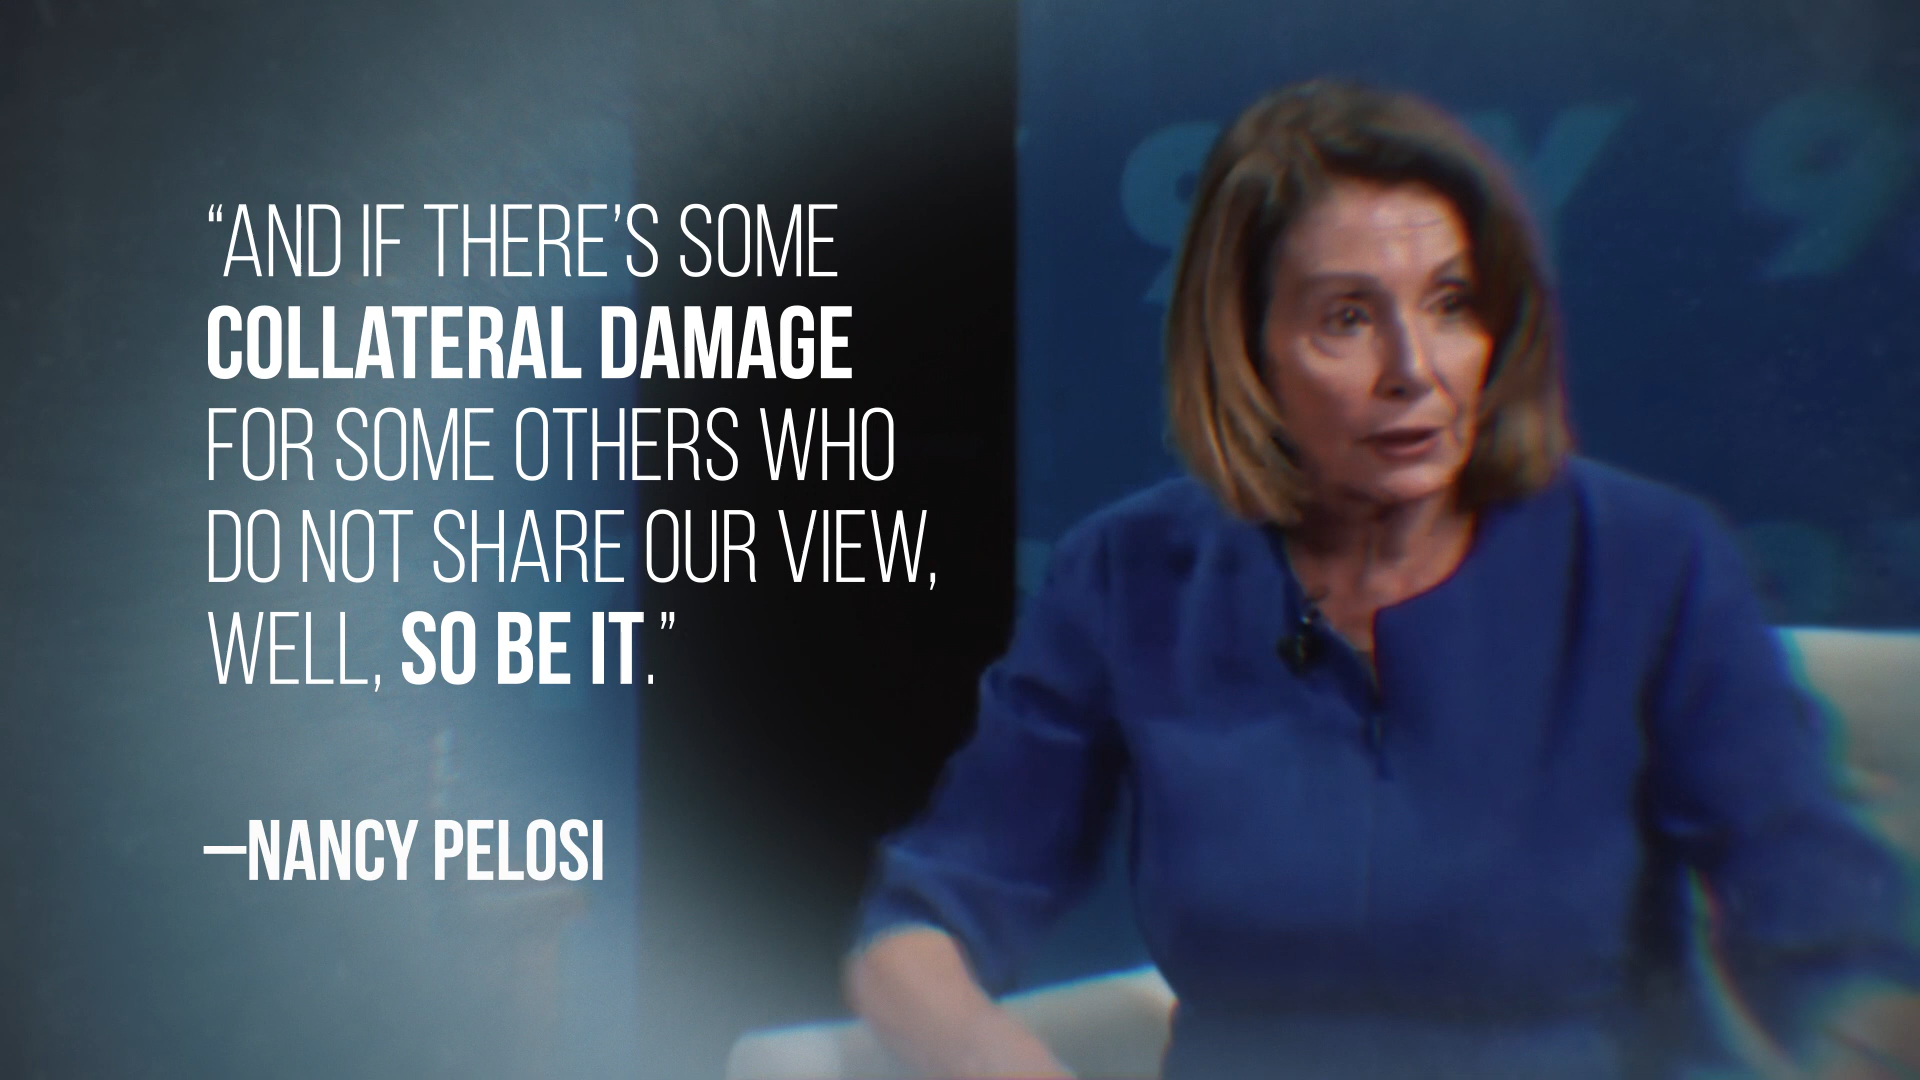 “AND IF THERE’S SOME
COLLATERAL DAMAGE
FOR SOME OTHERS WHO
DO NOT SHARE OUR VIEW,
WELL, SO BE IT.”
–NANCY PELOSI